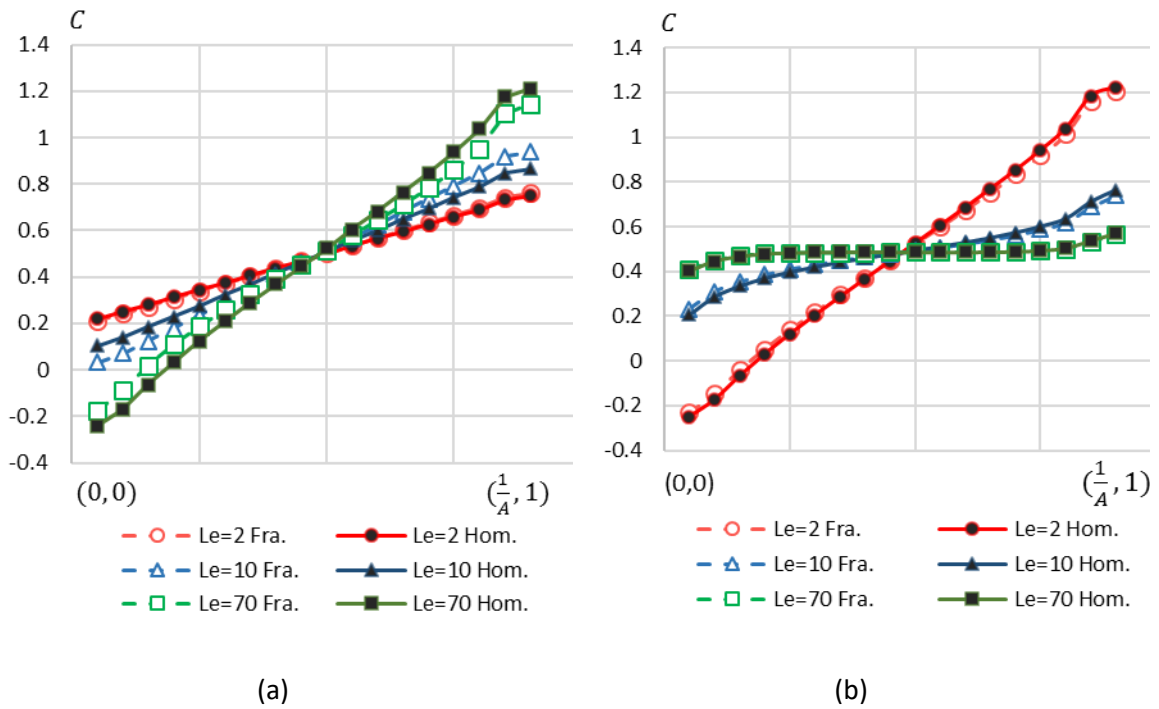 C
1.4
1.2
1
0.8
0.6
0.4
0.2
0
-0.2
-0.4
(0,0)
(1/A, 1)
Le=2 Fra.
Le=2 Hom.
Le=10 Fra.
Le=10 Hom.
Le=70 Fra.
Le=70 Hom.
(a)
C
1.4
1.2
1
0.8
0.6
0.4
0.2
0
-0.2
-0.4
(0,0)
(1/A, 1)
Le=2 Fra.
Le=2 Hom.
Le=10 Fra.
Le=10 Hom.
Le=70 Fra.
Le=70 Hom.
(b)